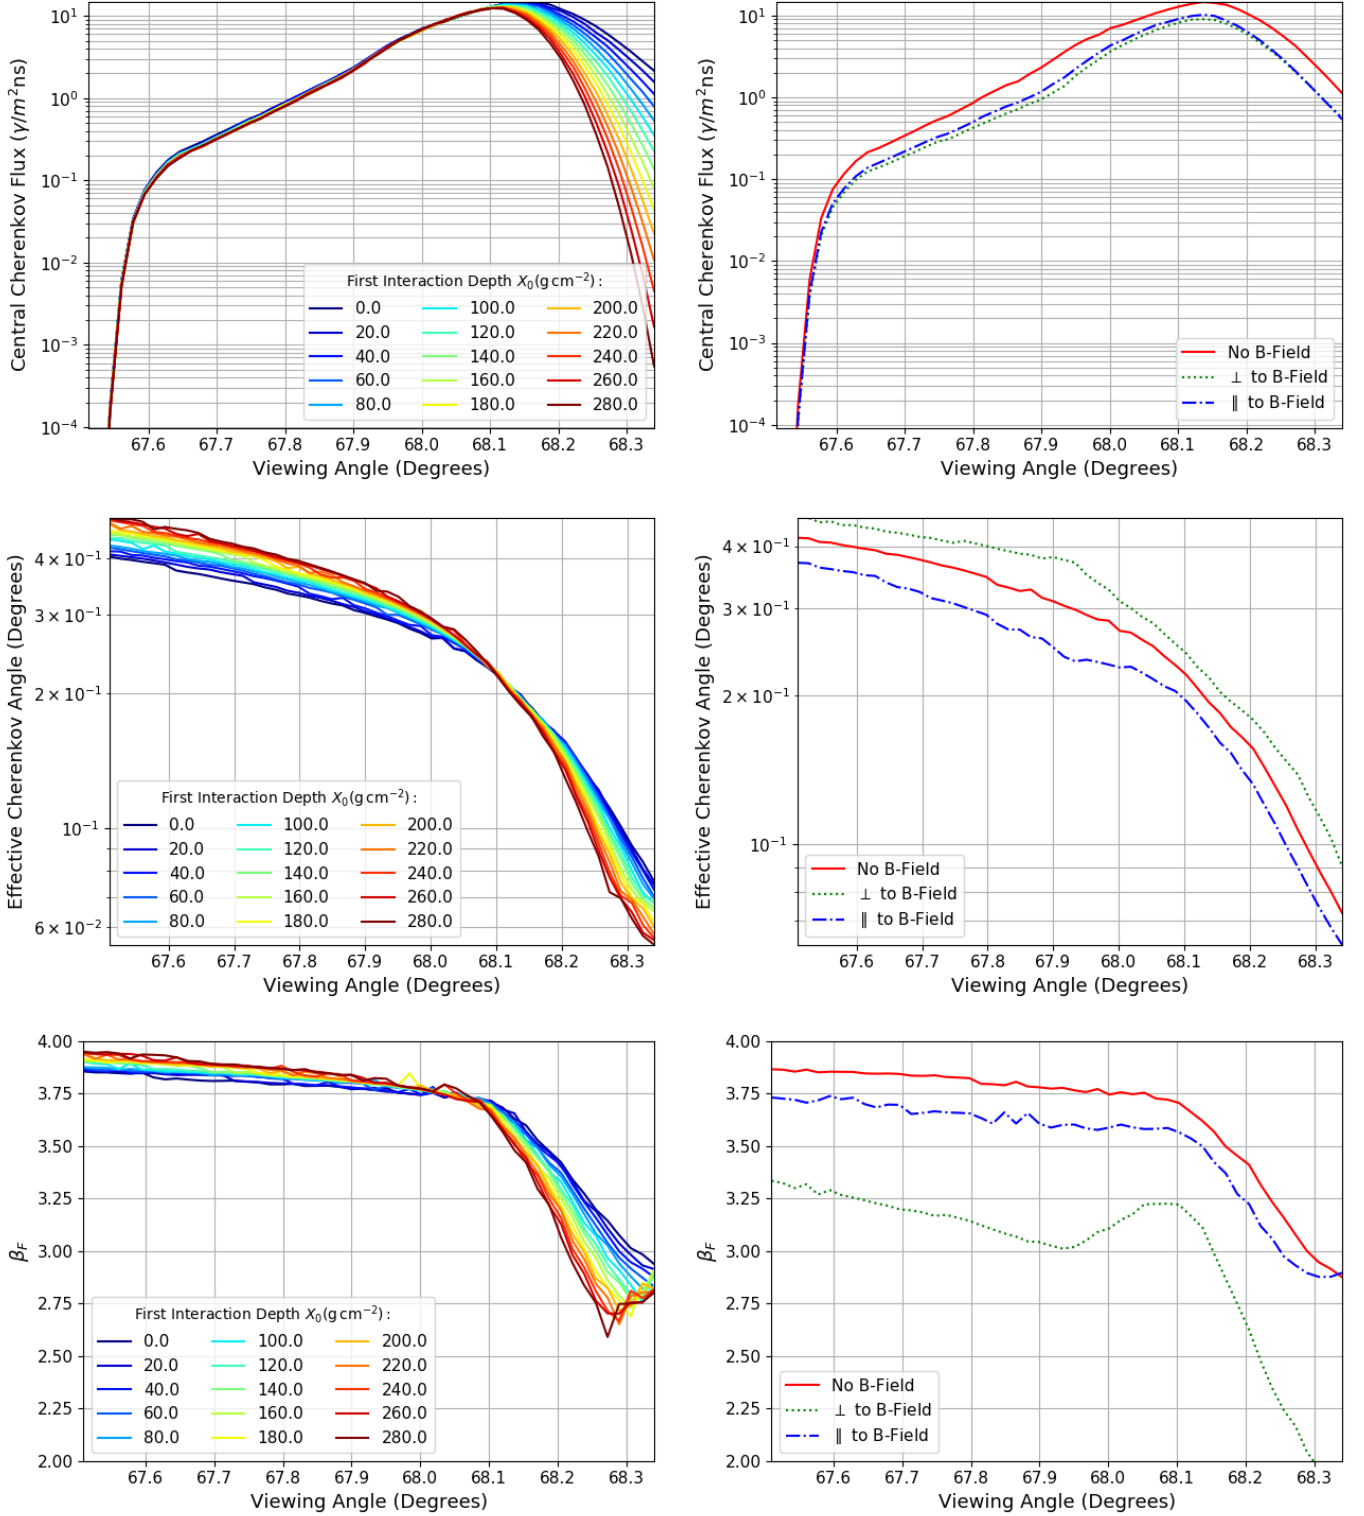 Central Cherenkov Flux (γ/m²ns)
10¹
10⁰
10⁻¹
10⁻²
10⁻³
10⁻⁴
First Interaction Depth X₀(g cm⁻²):
0.0 100.0 200.0
20.0 120.0 220.0
40.0 140.0 240.0
60.0 160.0 260.0
80.0 180.0 280.0
67.6 67.7 67.8 67.9 68.0 68.1 68.2 68.3
Viewing Angle (Degrees)
Central Cherenkov Flux (γ/m²ns)
10¹
10⁰
10⁻¹
10⁻²
10⁻³
10⁻⁴
No B-Field
⊥ to B-Field
∥ to B-Field
67.6 67.7 67.8 67.9 68.0 68.1 68.2 68.3
Viewing Angle (Degrees)
Effective Cherenkov Angle (Degrees)
4 × 10⁻¹
3 × 10⁻¹
2 × 10⁻¹
10⁻¹
6 × 10⁻²
First Interaction Depth X₀(g cm⁻²):
0.0 100.0 200.0
20.0 120.0 220.0
40.0 140.0 240.0
60.0 160.0 260.0
80.0 180.0 280.0
67.6 67.7 67.8 67.9 68.0 68.1 68.2 68.3
Viewing Angle (Degrees)
Effective Cherenkov Angle (Degrees)
4 × 10⁻¹
3 × 10⁻¹
2 × 10⁻¹
10⁻¹
No B-Field
⊥ to B-Field
∥ to B-Field
67.6 67.7 67.8 67.9 68.0 68.1 68.2 68.3
Viewing Angle (Degrees)
β_F
4.00
3.75
3.50
3.25
3.00
2.75
2.50
2.25
2.00
First Interaction Depth X₀(g cm⁻²):
0.0 100.0 200.0
20.0 120.0 220.0
40.0 140.0 240.0
60.0 160.0 260.0
80.0 180.0 280.0
67.6 67.7 67.8 67.9 68.0 68.1 68.2 68.3
Viewing Angle (Degrees)
β_F
4.00
3.75
3.50
3.25
3.00
2.75
2.50
2.25
2.00
No B-Field
⊥ to B-Field
∥ to B-Field
67.6 67.7 67.8 67.9 68.0 68.1 68.2 68.3
Viewing Angle (Degrees)